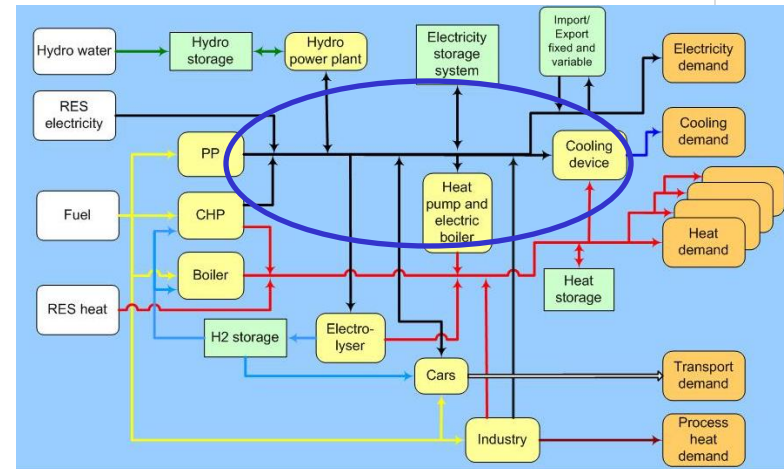 Hydro water
Hydro
storage
Hydro
power plant
Electricity
storage
system
Import/
Export
fixed and
variable
Electricity
demand
RES
electricity
PP
Cooling
device
Cooling
demand
Fuel
CHP
Heat
pump and
electric
boiler
Heat
demand
Boiler
RES heat
Heat
storage
H2 storage
Electro-
lyser
Cars
Transport
demand
Industry
Process
heat
demand